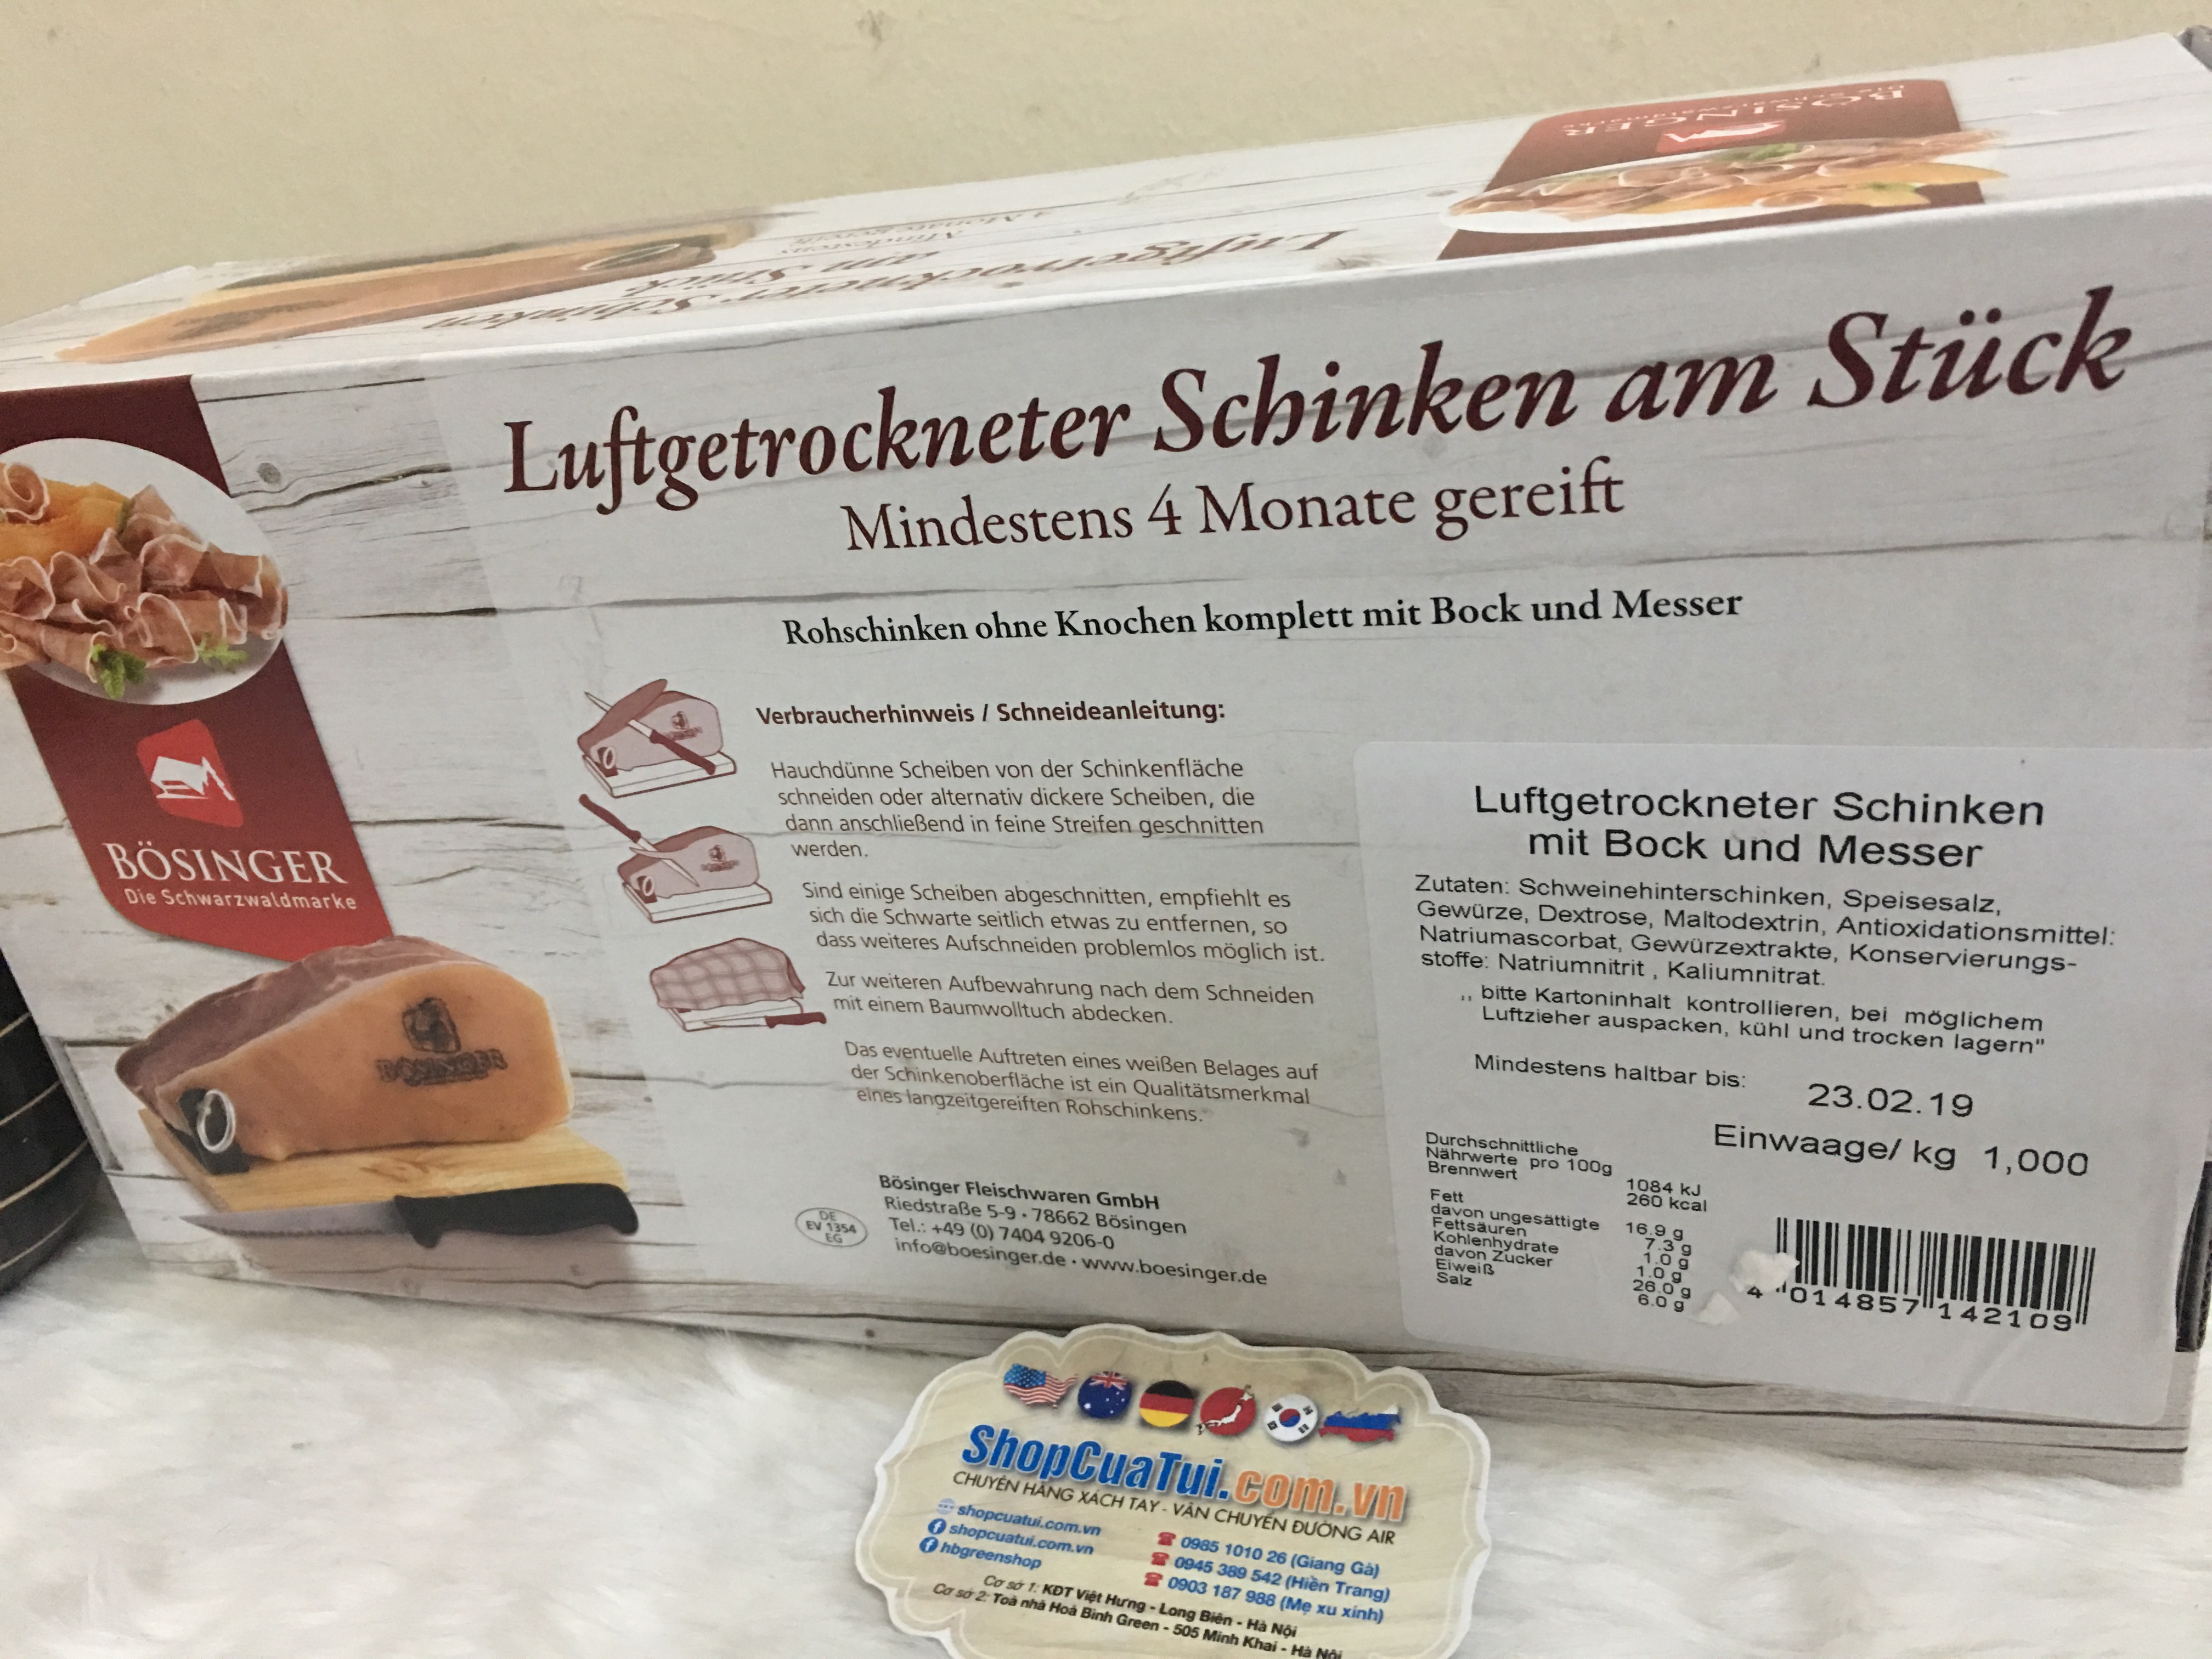 BÖSINGER
Luftgetrockneter Schinken
am Stück
Mindestens
4 Monate gereift
Luftgetrockneter Schinken am Stück
Mindestens 4 Monate gereift
Rohschinken ohne Knochen komplett mit Bock und Messer
BÖSINGER
Die Schwarzwaldmarke
BÖSINGER
Verbraucherhinweis / Schneideanleitung:
Hauchdünne Scheiben von der Schinkenfläche
schneiden oder alternativ dickere Scheiben, die
dann anschließend in feine Streifen geschnitten
werden.
Sind einige Scheiben abgeschnitten, empfiehlt es
sich die Schwarte seitlich etwas zu entfernen, so
dass weiteres Aufschneiden problemlos möglich ist.
Zur weiteren Aufbewahrung nach dem Schneiden
mit einem Baumwolltuch abdecken.
Das eventuelle Auftreten eines weißen Belages auf
der Schinkenoberfläche ist ein Qualitätsmerkmal
eines langzeitgereiften Rohschinkens.
DE
EV 1354
EG
Bösinger Fleischwaren GmbH
Riedstraße 5-9 · 78662 Bösingen
Tel.: +49 (0) 7404 9206-0
info@boesinger.de · www.boesinger.de
Luftgetrockneter Schinken
mit Bock und Messer
Zutaten: Schweinehinterschinken, Speisesalz,
Gewürze, Dextrose, Maltodextrin, Antioxidationsmittel:
Natriumascorbat, Gewürzextrakte, Konservierungs-
stoffe: Natriumnitrit , Kaliumnitrat.
,, bitte Kartoninhalt kontrollieren, bei möglichem
Luftzieher auspacken, kühl und trocken lagern"
Mindestens haltbar bis: 23.02.19
Einwaage/ kg 1,000
Durchschnittliche
Nährwerte pro 100g
Brennwert 1084 kJ
260 kcal
Fett 16.9 g
davon ungesättigte
Fettsäuren 7.3 g
Kohlenhydrate 1.0 g
davon Zucker 1.0 g
Eiweiß 26.0 g
Salz 6.0 g
4 014857 142109
ShopCuaTui.com.vn
CHUYÊN HÀNG XÁCH TAY - VẬN CHUYỂN ĐƯỜNG AIR
shopcuatui.com.vn
shopcuatui.com.vn
hbgreenshop
0985 1010 26 (Giang Gà)
0945 389 542 (Hiền Trang)
0903 187 988 (Mẹ xu xinh)
Cơ sở 1: KĐT Việt Hưng - Long Biên - Hà Nội
Cơ sở 2: Toà nhà Hoà Bình Green - 505 Minh Khai - Hà Nội